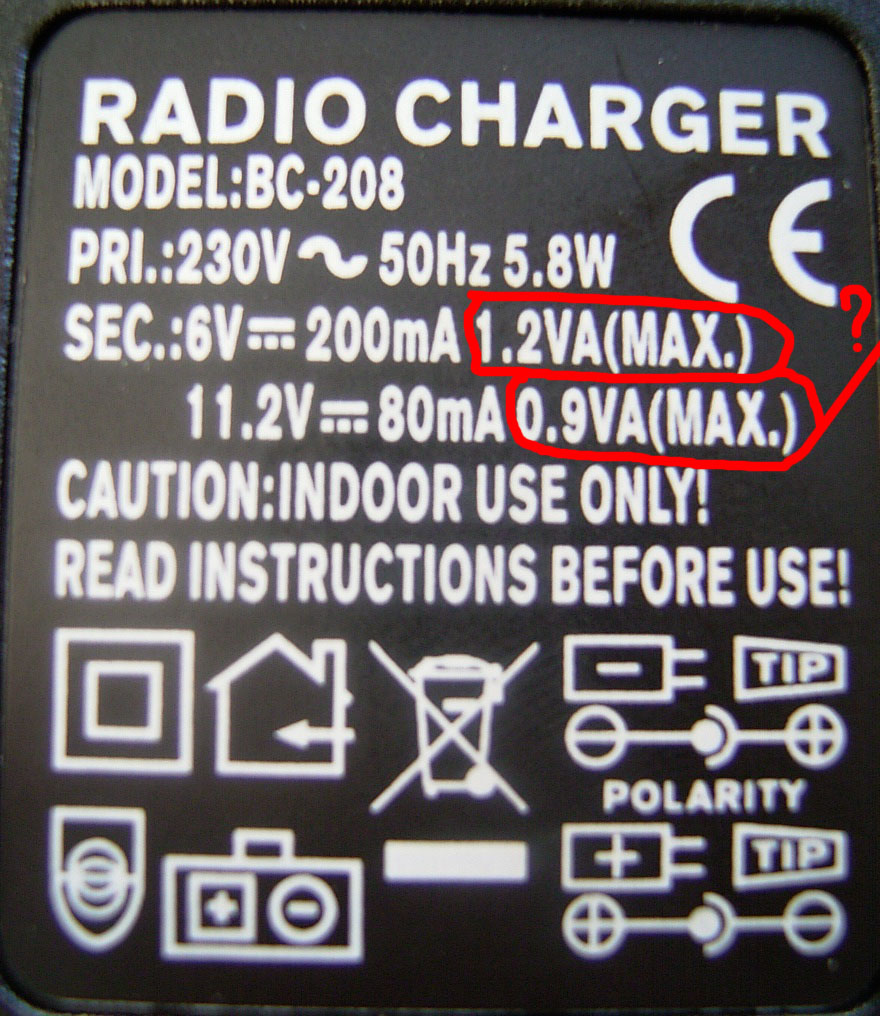 RADIO CHARGER
MODEL:BC-208
CE
PRI.:230V ~ 50Hz 5.8W
SEC.:6V⎓200mA 1.2VA(MAX.)
?
11.2V⎓80mA 0.9VA(MAX.)
CAUTION:INDOOR USE ONLY!
READ INSTRUCTIONS BEFORE USE!
- TIP
POLARITY
+ TIP
+ -